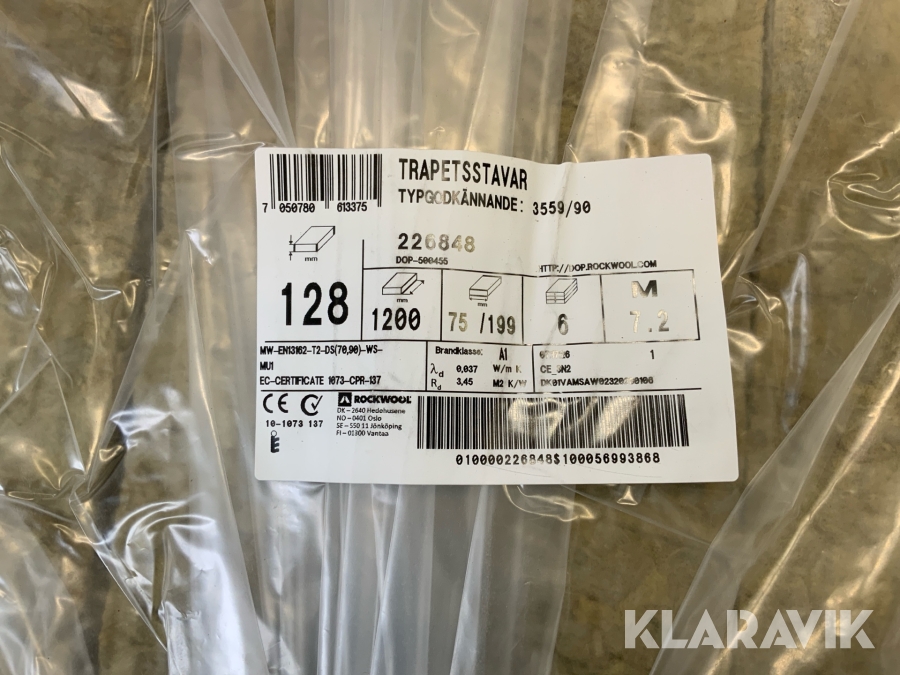 TRAPETSSTAVAR
TYPGODKÄNNANDE: 3559/90
7 050780 613375
226848
DOP-500455
HTTP://DOP.ROCKWOOL.COM
mm
128
mm
1200
mm
75 /199
6
M
7.2
MW-EN13162-T2-DS(70,90)-WS-
MU1
EC-CERTIFICATE 1073-CPR-137
Brandklasse: A1
λd 0,037 W/m K
Rd 3,45 M2 K/W
1
CE
10-1073 137
ROCKWOOL
DK – 2640 Hedehusene
NO – 0401 Oslo
SE – 550 11 Jönköping
FI – 01300 Vantaa
010000226848$100056993868
KLARAVIK